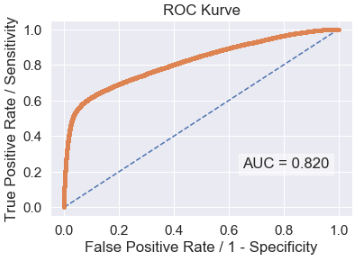 ROC Kurve
True Positive Rate / Sensitivity
1.0
0.8
0.6
0.4
0.2
0.0
AUC = 0.820
0.0 0.2 0.4 0.6 0.8 1.0
False Positive Rate / 1 - Specificity